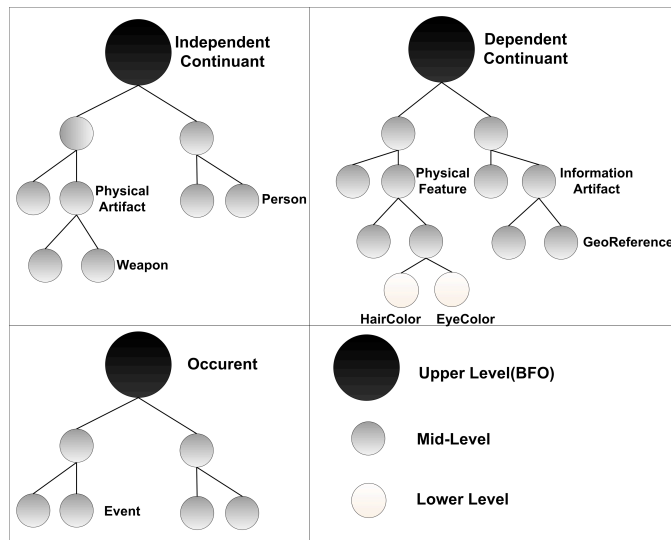 Independent
Continuant
Physical
Artifact
Person
Weapon
Dependent
Continuant
Physical
Feature
Information
Artifact
GeoReference
HairColor
EyeColor
Occurent
Event
Upper Level(BFO)
Mid-Level
Lower Level